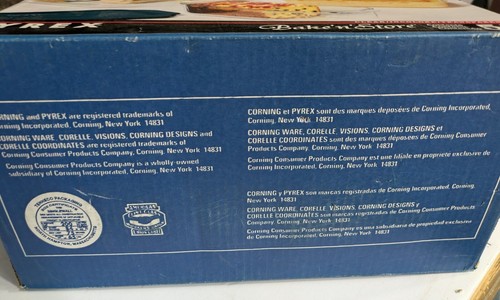 PYREX Bake'n'Store
CORNING and PYREX are registered trademarks of
Corning Incorporated, Corning, New York 14831
CORNING WARE, CORELLE, VISIONS, CORNING DESIGNS and
CORELLE COORDINATES are registered trademarks of
Corning Consumer Products Company, Corning, New York 14831
Corning Consumer Products Company is a wholly-owned
subsidiary of Corning Incorporated, Corning, New York 14831
CORNING et PYREX sont des marques déposées de Corning Incorporated,
Corning, New York 14831
CORNING WARE, CORELLE, VISIONS, CORNING DESIGNS et
CORELLE COORDINATES sont des marques déposées de Corning Consumer
Products Company, Corning, New York 14831
Corning Consumer Products Company est une filiale en propriete exclusive de
Corning Incorporated, Corning, New York 14831
CORNING y PYREX son marcas registradas de Corning Incorporated, Corning,
New York 14831
CORNING WARE, CORELLE, VISIONS, CORNING DESIGNS y
CORELLE COORDINATES son marcas registradas de Corning Consumer Products
Company, Corning, New York 14831
Corning Consumer Products Company es una subsidiaria de propiedad exclusiva
de Corning Incorporated, Corning, New York 14831